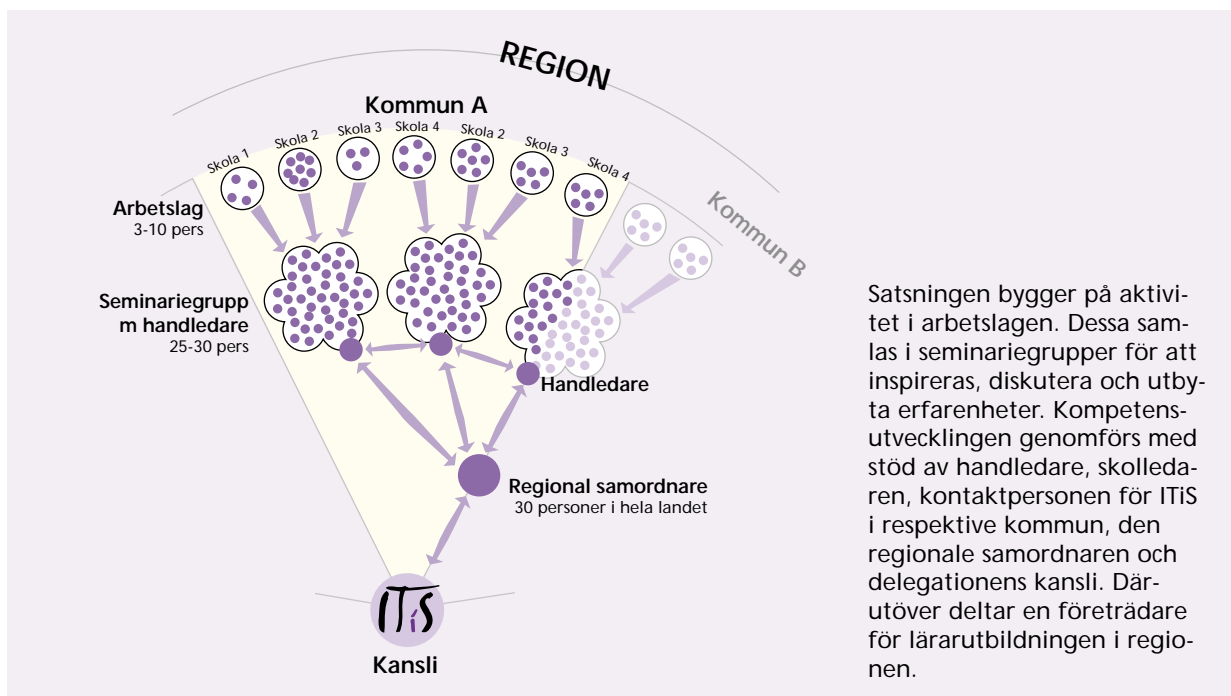 REGION
Kommun A
Skola 1
Skola 2
Skola 3
Skola 4
Skola 2
Skola 3
Skola 4
Kommun B
Arbetslag
3-10 pers
Seminariegrupp
m handledare
25-30 pers
Handledare
Regional samordnare
30 personer i hela landet
ITiS
Kansli
Satsningen bygger på aktivi-
tet i arbetslagen. Dessa sam-
las i seminariegrupper för att
inspireras, diskutera och utby-
ta erfarenheter. Kompetens-
utvecklingen genomförs med
stöd av handledare, skolleda-
ren, kontaktpersonen för ITiS
i respektive kommun, den
regionale samordnaren och
delegationens kansli. Där-
utöver deltar en företrädare
för lärarutbildningen i regio-
nen.